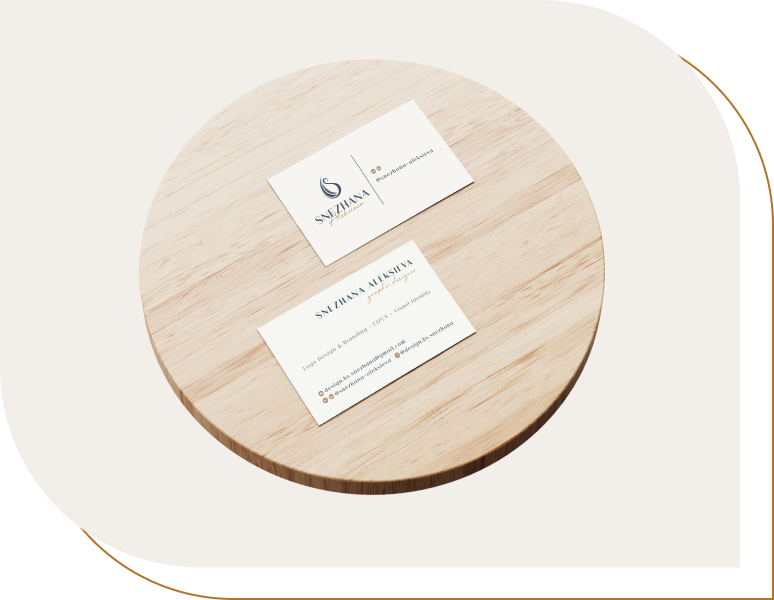 SNEZHANA
Aleksieva
@snezhana-aleksieva
SNEZHANA ALEKSIEVA
graphic designer
Logo Design & Branding - UI/UX - Visual Identity
design.by.snezhana@gmail.com
@snezhana-aleksieva @design.by.snezhana